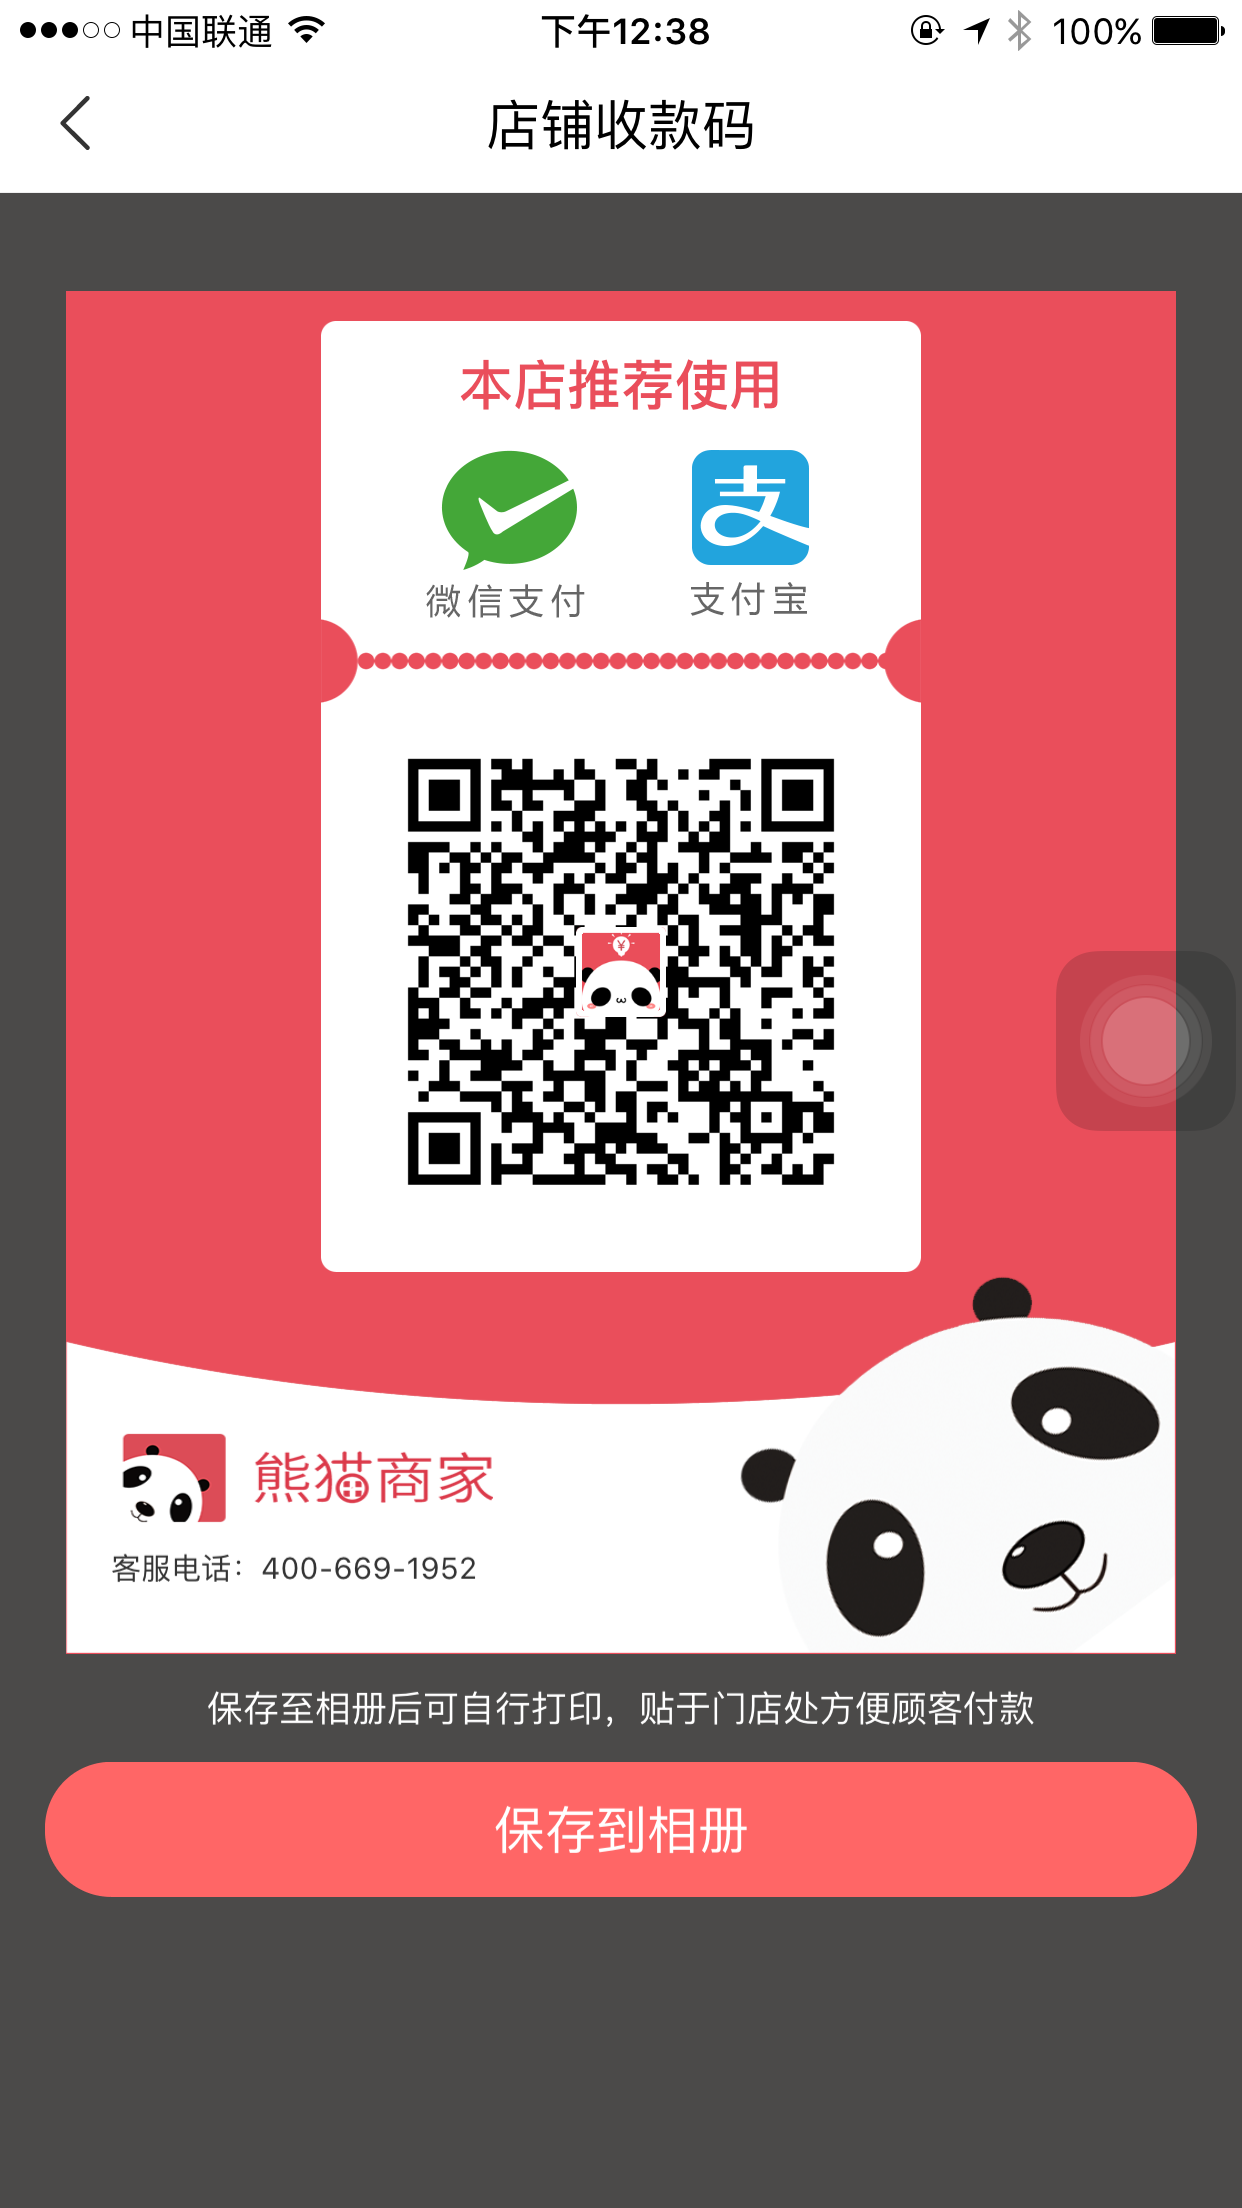 中国联通 下午12:38 100%
店铺收款码
本店推荐使用
支
微信支付 支付宝
¥
熊猫商家
客服电话：400-669-1952
保存至相册后可自行打印，贴于门店处方便顾客付款
保存到相册